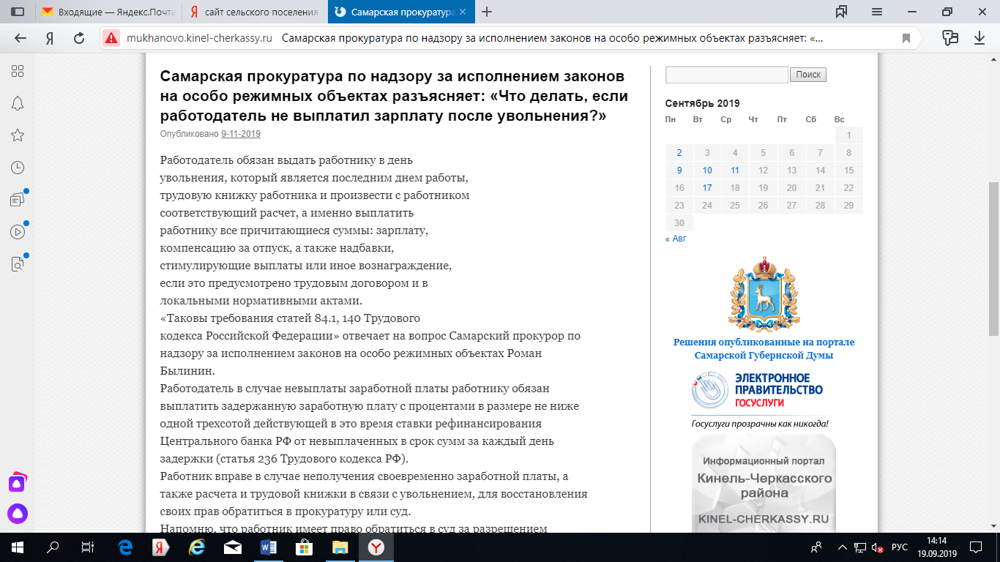 Входящие — Яндекс.Почта
сайт сельского поселения
Самарская прокуратура
mukhanovo.kinel-cherkassy.ru Самарская прокуратура по надзору за исполнением законов на особо режимных объектах разъясняет: «...
Самарская прокуратура по надзору за исполнением законов
на особо режимных объектах разъясняет: «Что делать, если
работодатель не выплатил зарплату после увольнения?»
Опубликовано 9-11-2019
Работодатель обязан выдать работнику в день
увольнения, который является последним днем работы,
трудовую книжку работника и произвести с работником
соответствующий расчет, а именно выплатить
работнику все причитающиеся суммы: зарплату,
компенсацию за отпуск, а также надбавки,
стимулирующие выплаты или иное вознаграждение,
если это предусмотрено трудовым договором и в
локальными нормативными актами.
«Таковы требования статей 84.1, 140 Трудового
кодекса Российской Федерации» отвечает на вопрос Самарский прокурор по
надзору за исполнением законов на особо режимных объектах Роман
Былинин.
Работодатель в случае невыплаты заработной платы работнику обязан
выплатить задержанную заработную плату с процентами в размере не ниже
одной трехсотой действующей в это время ставки рефинансирования
Центрального банка РФ от невыплаченных в срок сумм за каждый день
задержки (статья 236 Трудового кодекса РФ).
Работник вправе в случае неполучения своевременно заработной платы, а
также расчета и трудовой книжки в связи с увольнением, для восстановления
своих прав обратиться в прокуратуру или суд.
Напомню, что работник имеет право обратиться в суд за разрешением
Поиск
Сентябрь 2019
Пн Вт Ср Чт Пт Сб Вс
1
2 3 4 5 6 7 8
9 10 11 12 13 14 15
16 17 18 19 20 21 22
23 24 25 26 27 28 29
30
« Авг
Решения опубликованные на портале
Самарской Губернской Думы
ЭЛЕКТРОННОЕ
ПРАВИТЕЛЬСТВО
ГОСУСЛУГИ
Госуслуги прозрачны как никогда!
Информационный портал
Кинель-Черкасского
района
KINEL-CHERKASSY.RU
РУС
14:14
19.09.2019